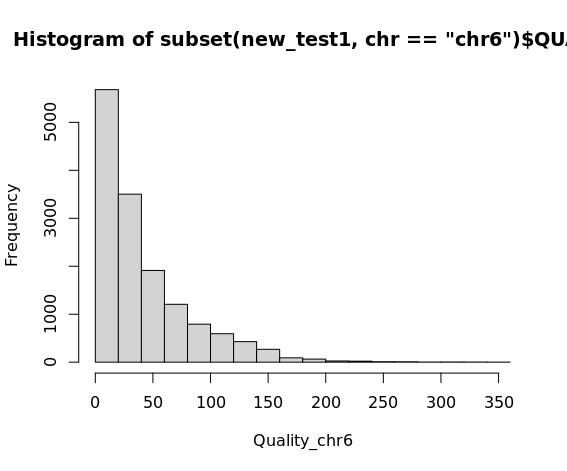 Histogram of subset(new_test1, chr == "chr6")$QUA
Frequency
5000
3000
1000
0
0 50 100 150 200 250 300 350
Quality_chr6